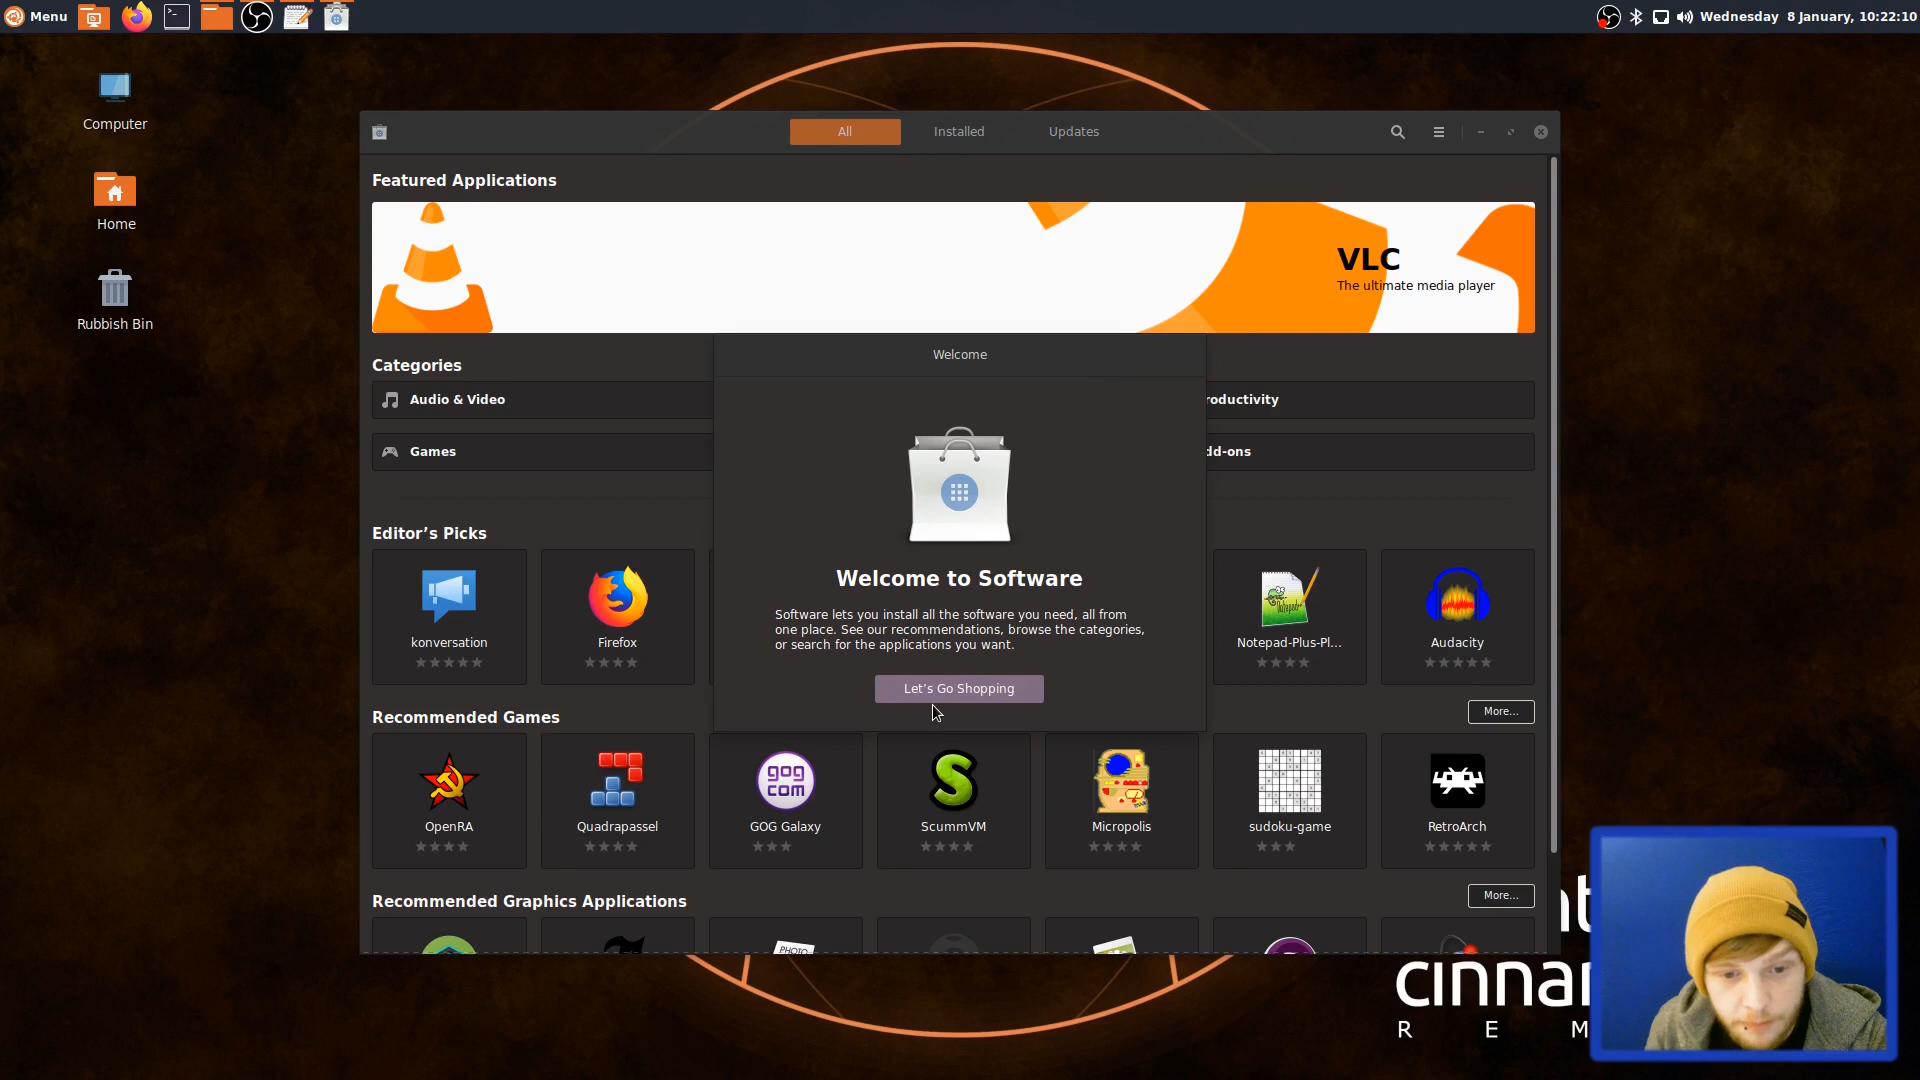 Menu
Wednesday 8 January, 10:22:10
Computer
Home
Rubbish Bin
All
Installed
Updates
Featured Applications
VLC
The ultimate media player
Categories
Audio & Video
roductivity
Games
dd-ons
Welcome
Welcome to Software
Software lets you install all the software you need, all from
one place. See our recommendations, browse the categories,
or search for the applications you want.
Let's Go Shopping
Editor's Picks
konversation
Firefox
Notepad-Plus-Pl...
Audacity
Recommended Games
More...
OpenRA
Quadrapassel
GOG Galaxy
gog
com
ScummVM
Micropolis
sudoku-game
RetroArch
Recommended Graphics Applications
More...
PHOTO
cinna
R E M